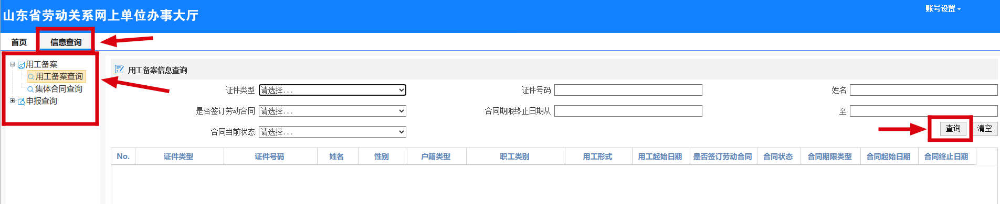 山东省劳动关系网上单位办事大厅
账号设置
首页 信息查询
用工备案
用工备案查询
集体合同查询
申报查询
用工备案信息查询
证件类型 请选择... 证件号码 姓名
是否签订劳动合同 请选择... 合同期限终止日期从 至
合同当前状态 请选择...
查询 清空
No. 证件类型 证件号码 姓名 性别 户籍类型 职工类别 用工形式 用工起始日期 是否签订劳动合同 合同状态 合同期限类型 合同起始日期 合同终止日期